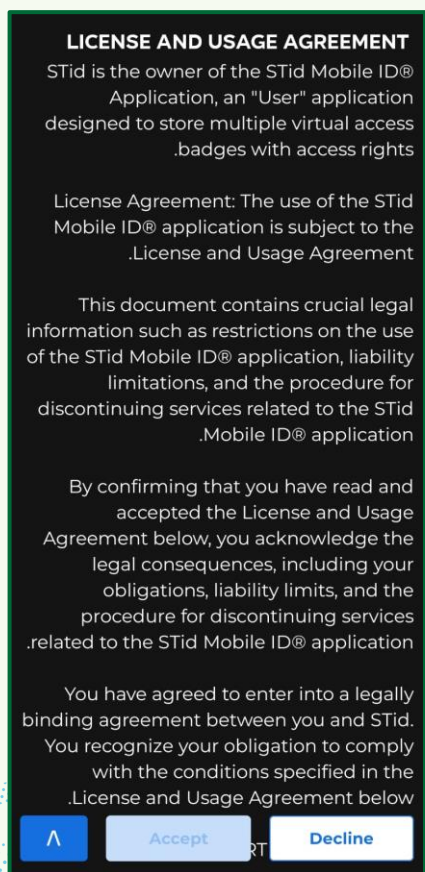 LICENSE AND USAGE AGREEMENT
STid is the owner of the STid Mobile ID®
Application, an "User" application
designed to store multiple virtual access
.badges with access rights
License Agreement: The use of the STid
Mobile ID® application is subject to the
.License and Usage Agreement
This document contains crucial legal
information such as restrictions on the use
of the STid Mobile ID® application, liability
limitations, and the procedure for
discontinuing services related to the STid
.Mobile ID® application
By confirming that you have read and
accepted the License and Usage
Agreement below, you acknowledge the
legal consequences, including your
obligations, liability limits, and the
procedure for discontinuing services
.related to the STid Mobile ID® application
You have agreed to enter into a legally
binding agreement between you and STid.
You recognize your obligation to comply
with the conditions specified in the
.License and Usage Agreement below
Accept
Decline